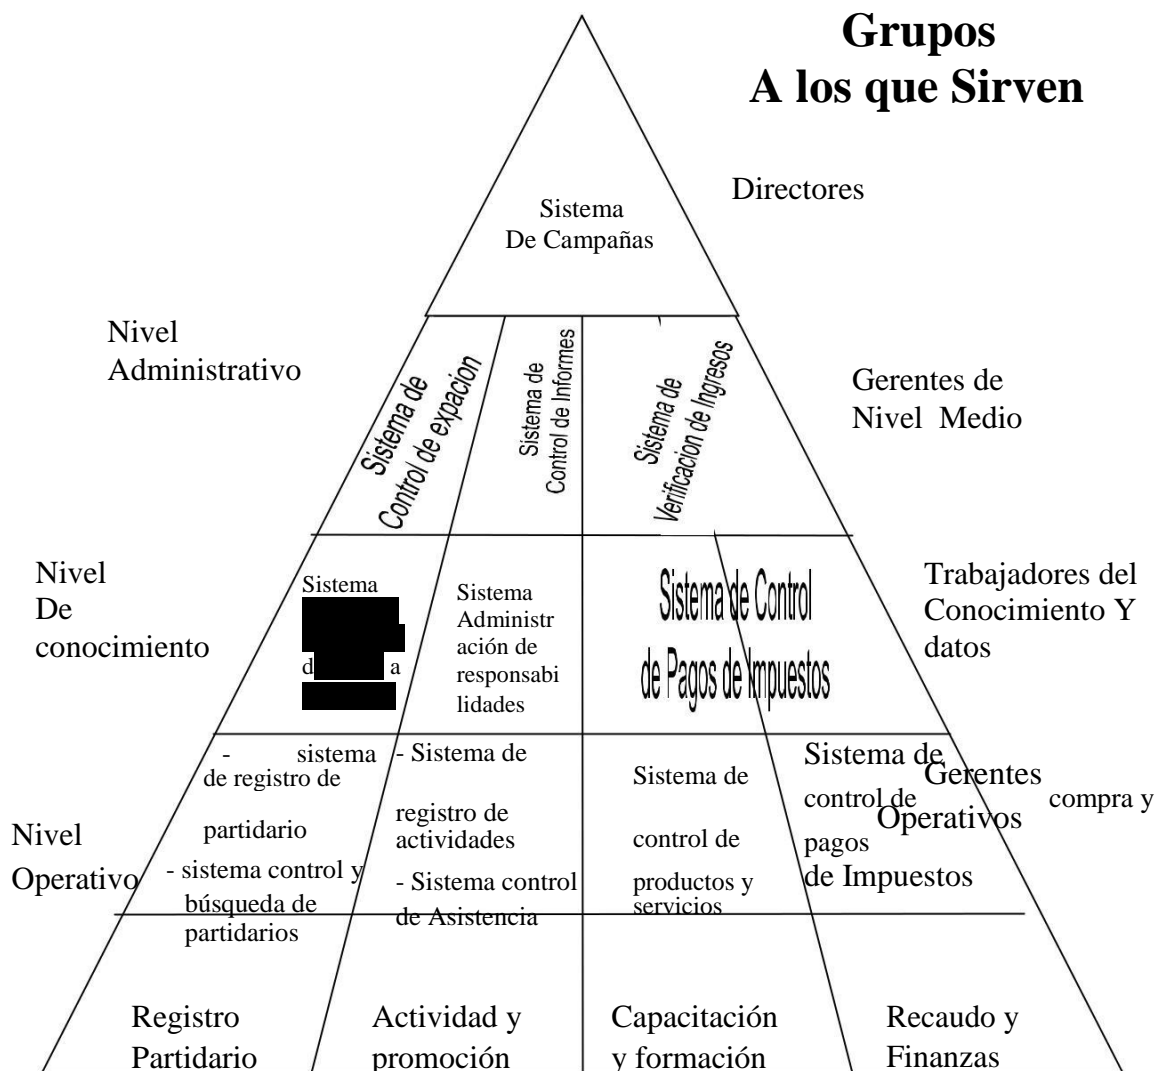 Grupos
A los que Sirven
Directores
Sistema
De Campañas
Nivel
Administrativo
Sistema de
Control de expacion
Sistema de
Control de Informes
Sistema de
Verificacion de Ingresos
Gerentes de
Nivel Medio
Nivel
De
conocimiento
Sistema
d a
Sistema
Administr
ación de
responsabi
lidades
Sistema de Control
de Pagos de Impuestos
Trabajadores del
Conocimiento Y
datos
Nivel
Operativo
- sistema
de registro de
partidario
- sistema control y
búsqueda de
partidarios
- Sistema de
registro de
actividades
- Sistema control
de Asistencia
Sistema de
control de
productos y
servicios
Sistema de
control de compra y
pagos
de Impuestos
Gerentes
Operativos
Registro
Partidario
Actividad y
promoción
Capacitación
y formación
Recaudo y
Finanzas